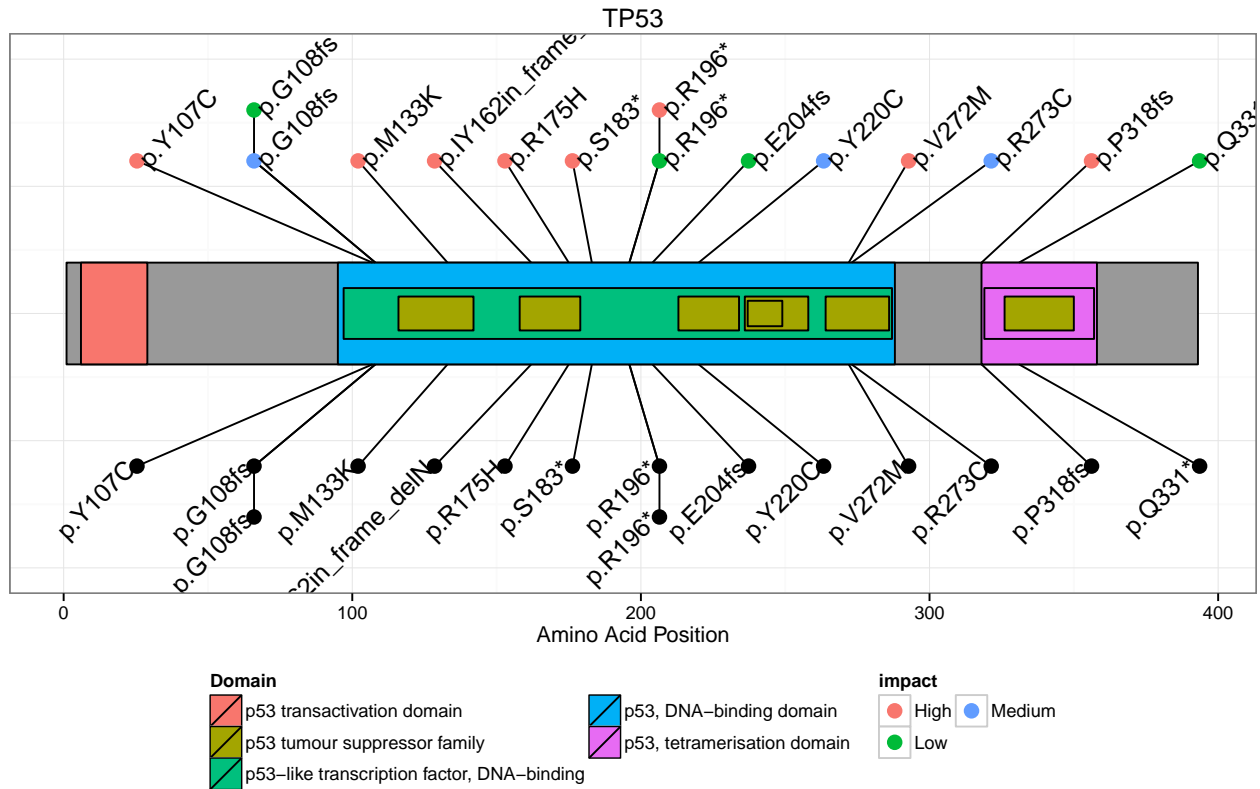 TP53
p.Y107C
p.G108fs
p.G108fs
p.M133K
p.IY162in_frame_
p.R175H
p.S183*
p.R196*
p.R196*
p.E204fs
p.Y220C
p.V272M
p.R273C
p.P318fs
p.Q33
p.Y107C
p.G108fs
p.G108fs
p.M133K
62in_frame_delN
p.R175H
p.S183*
p.R196*
p.R196*
p.E204fs
p.Y220C
p.V272M
p.R273C
p.P318fs
p.Q331*
0 100 200 300 400
Amino Acid Position
Domain
p53 transactivation domain
p53 tumour suppressor family
p53−like transcription factor, DNA−binding
p53, DNA−binding domain
p53, tetramerisation domain
impact
High Medium
Low